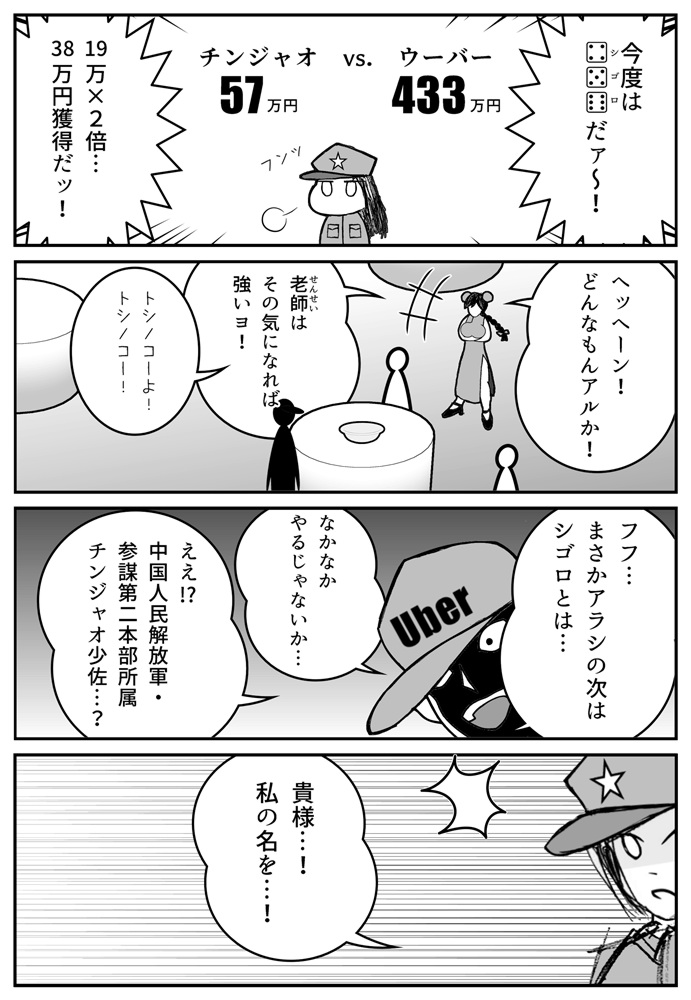 今度は
シゴロ
⚃⚄⚅だァ〜！
チンジャオ vs. ウーバー
57万円 433万円
フンッ
19万×２倍…
38万円獲得だッ！
ヘッヘーン！
どんなもんアルか！
せんせい
老師は
その気になれば
強いヨ！
トシノコーよ！
トシノコー！
フフ…
まさかアラシの次は
シゴロとは…
Uber
なかなか
やるじゃないか…
ええ!?
中国人民解放軍・
参謀第二本部所属
チンジャオ少佐…？
貴様…！
私の名を…！